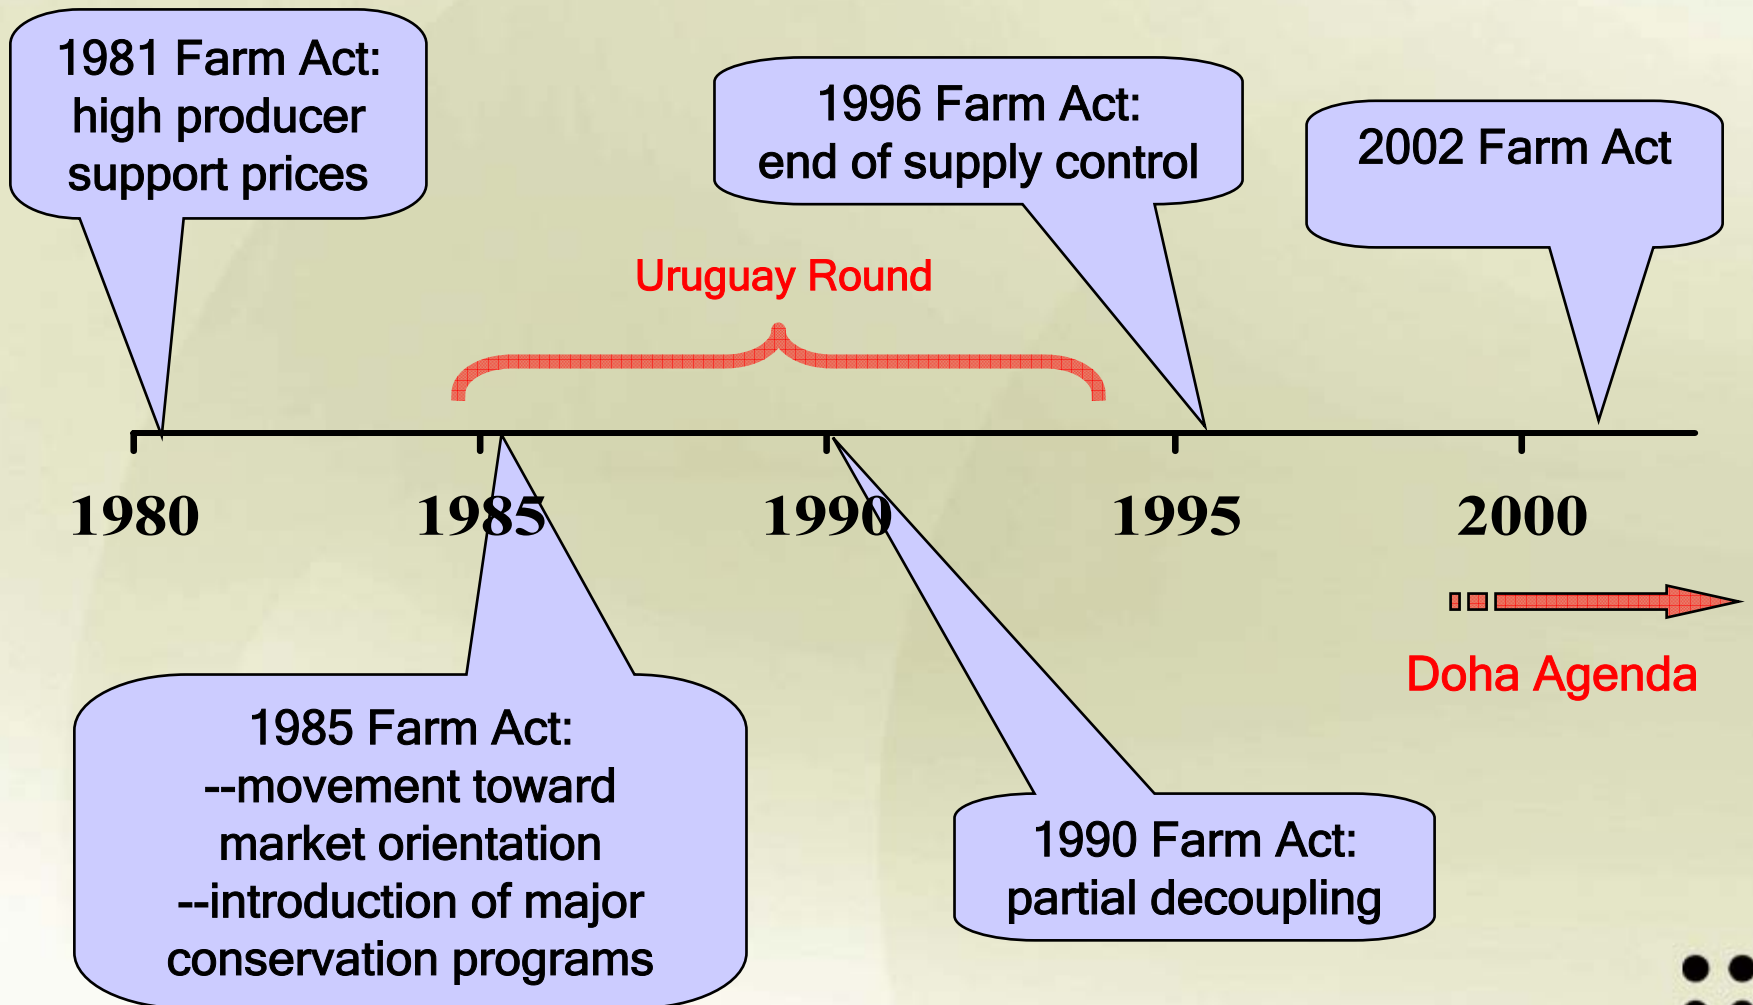 1981 Farm Act:
high producer
support prices
1996 Farm Act:
end of supply control
2002 Farm Act
Uruguay Round
1980
1985
1990
1995
2000
Doha Agenda
1985 Farm Act:
--movement toward
market orientation
--introduction of major
conservation programs
1990 Farm Act:
partial decoupling